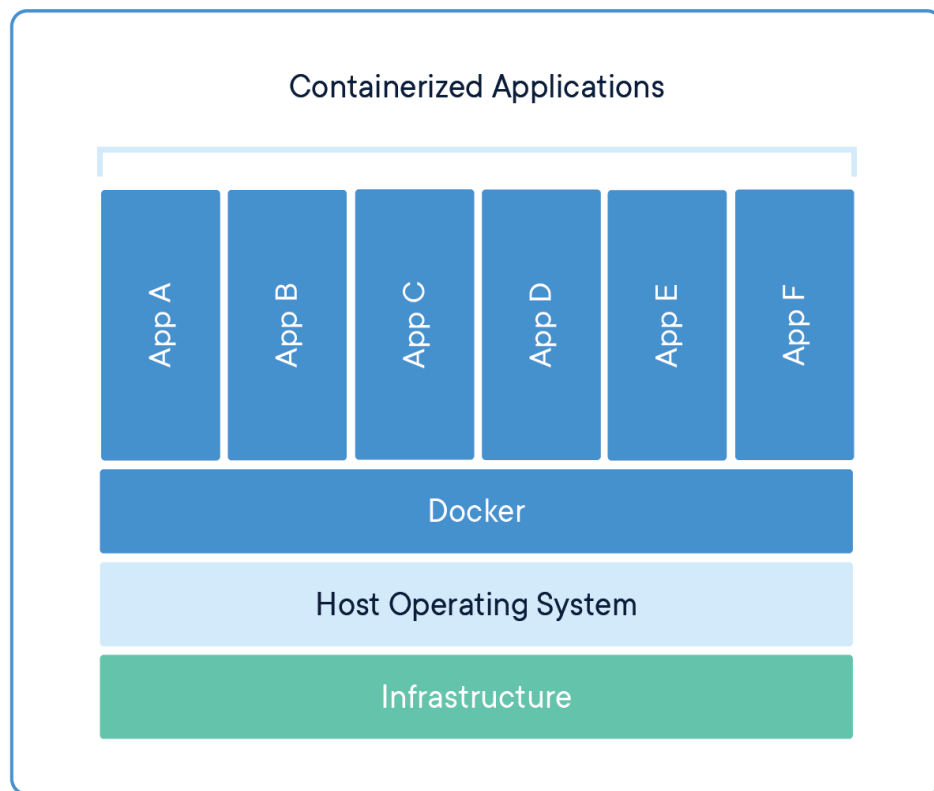 Containerized Applications
App A
App B
App C
App D
App E
App F
Docker
Host Operating System
Infrastructure